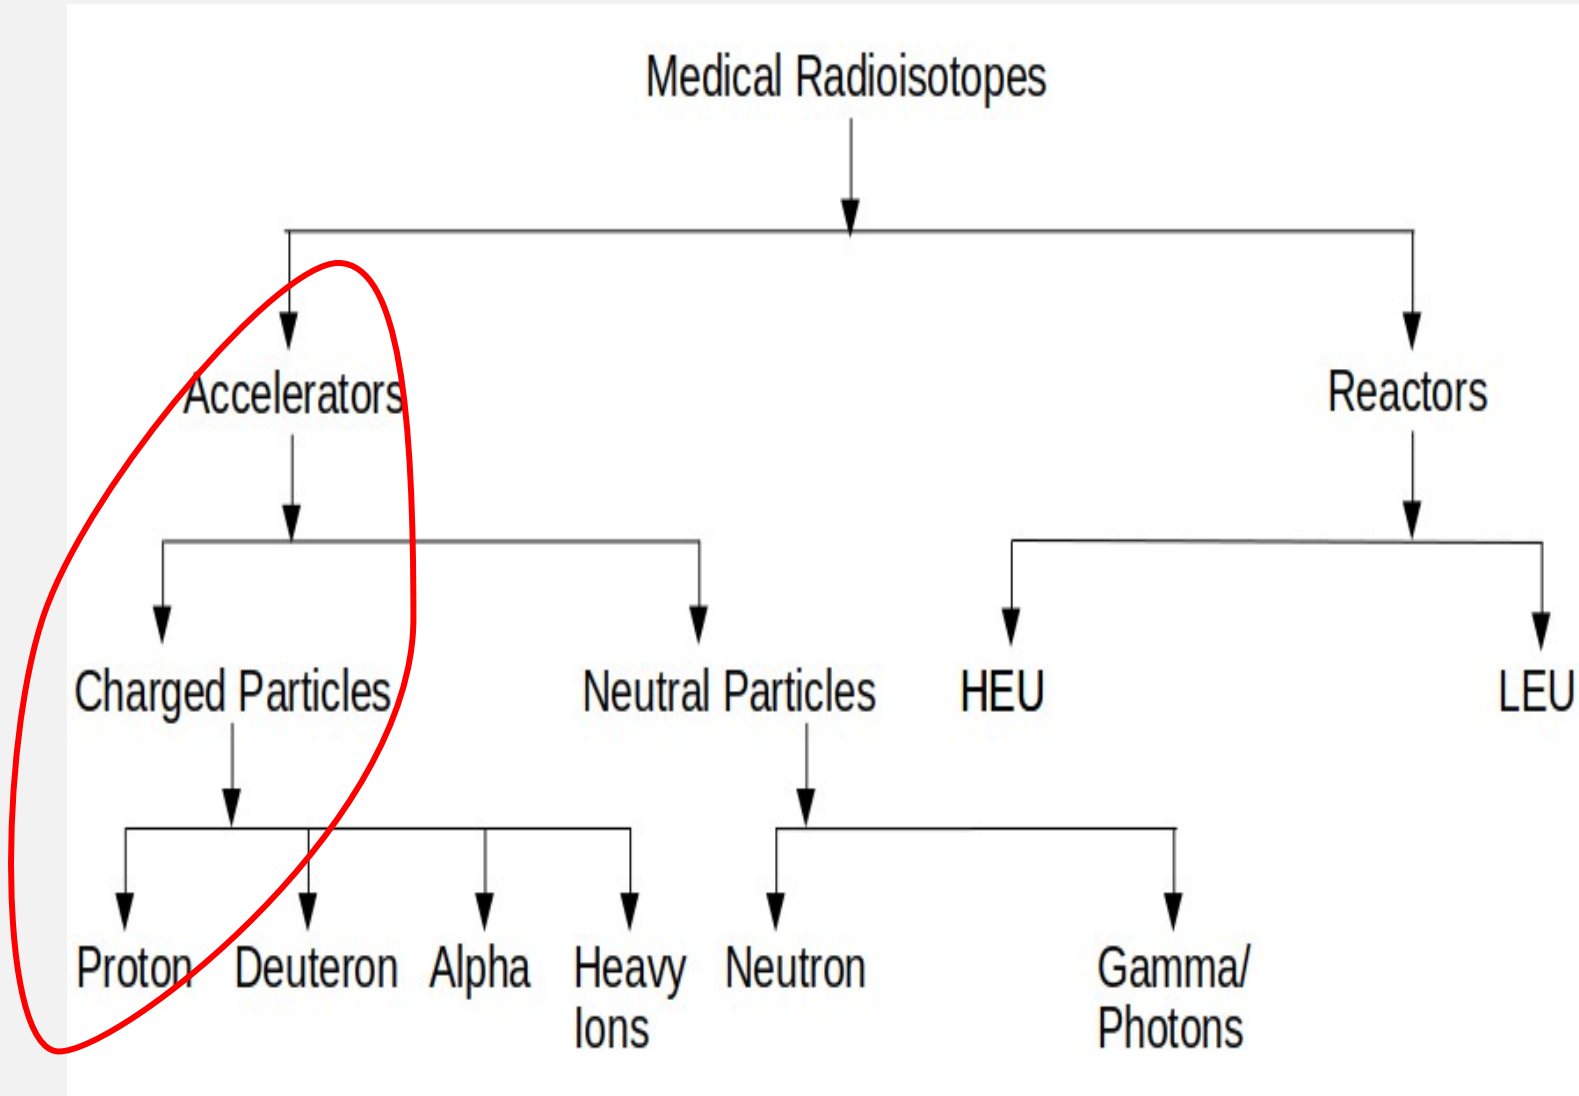 Medical Radioisotopes
Accelerators
Reactors
Charged Particles
Neutral Particles
HEU
LEU
Proton
Deuteron
Alpha
Heavy
Ions
Neutron
Gamma/
Photons